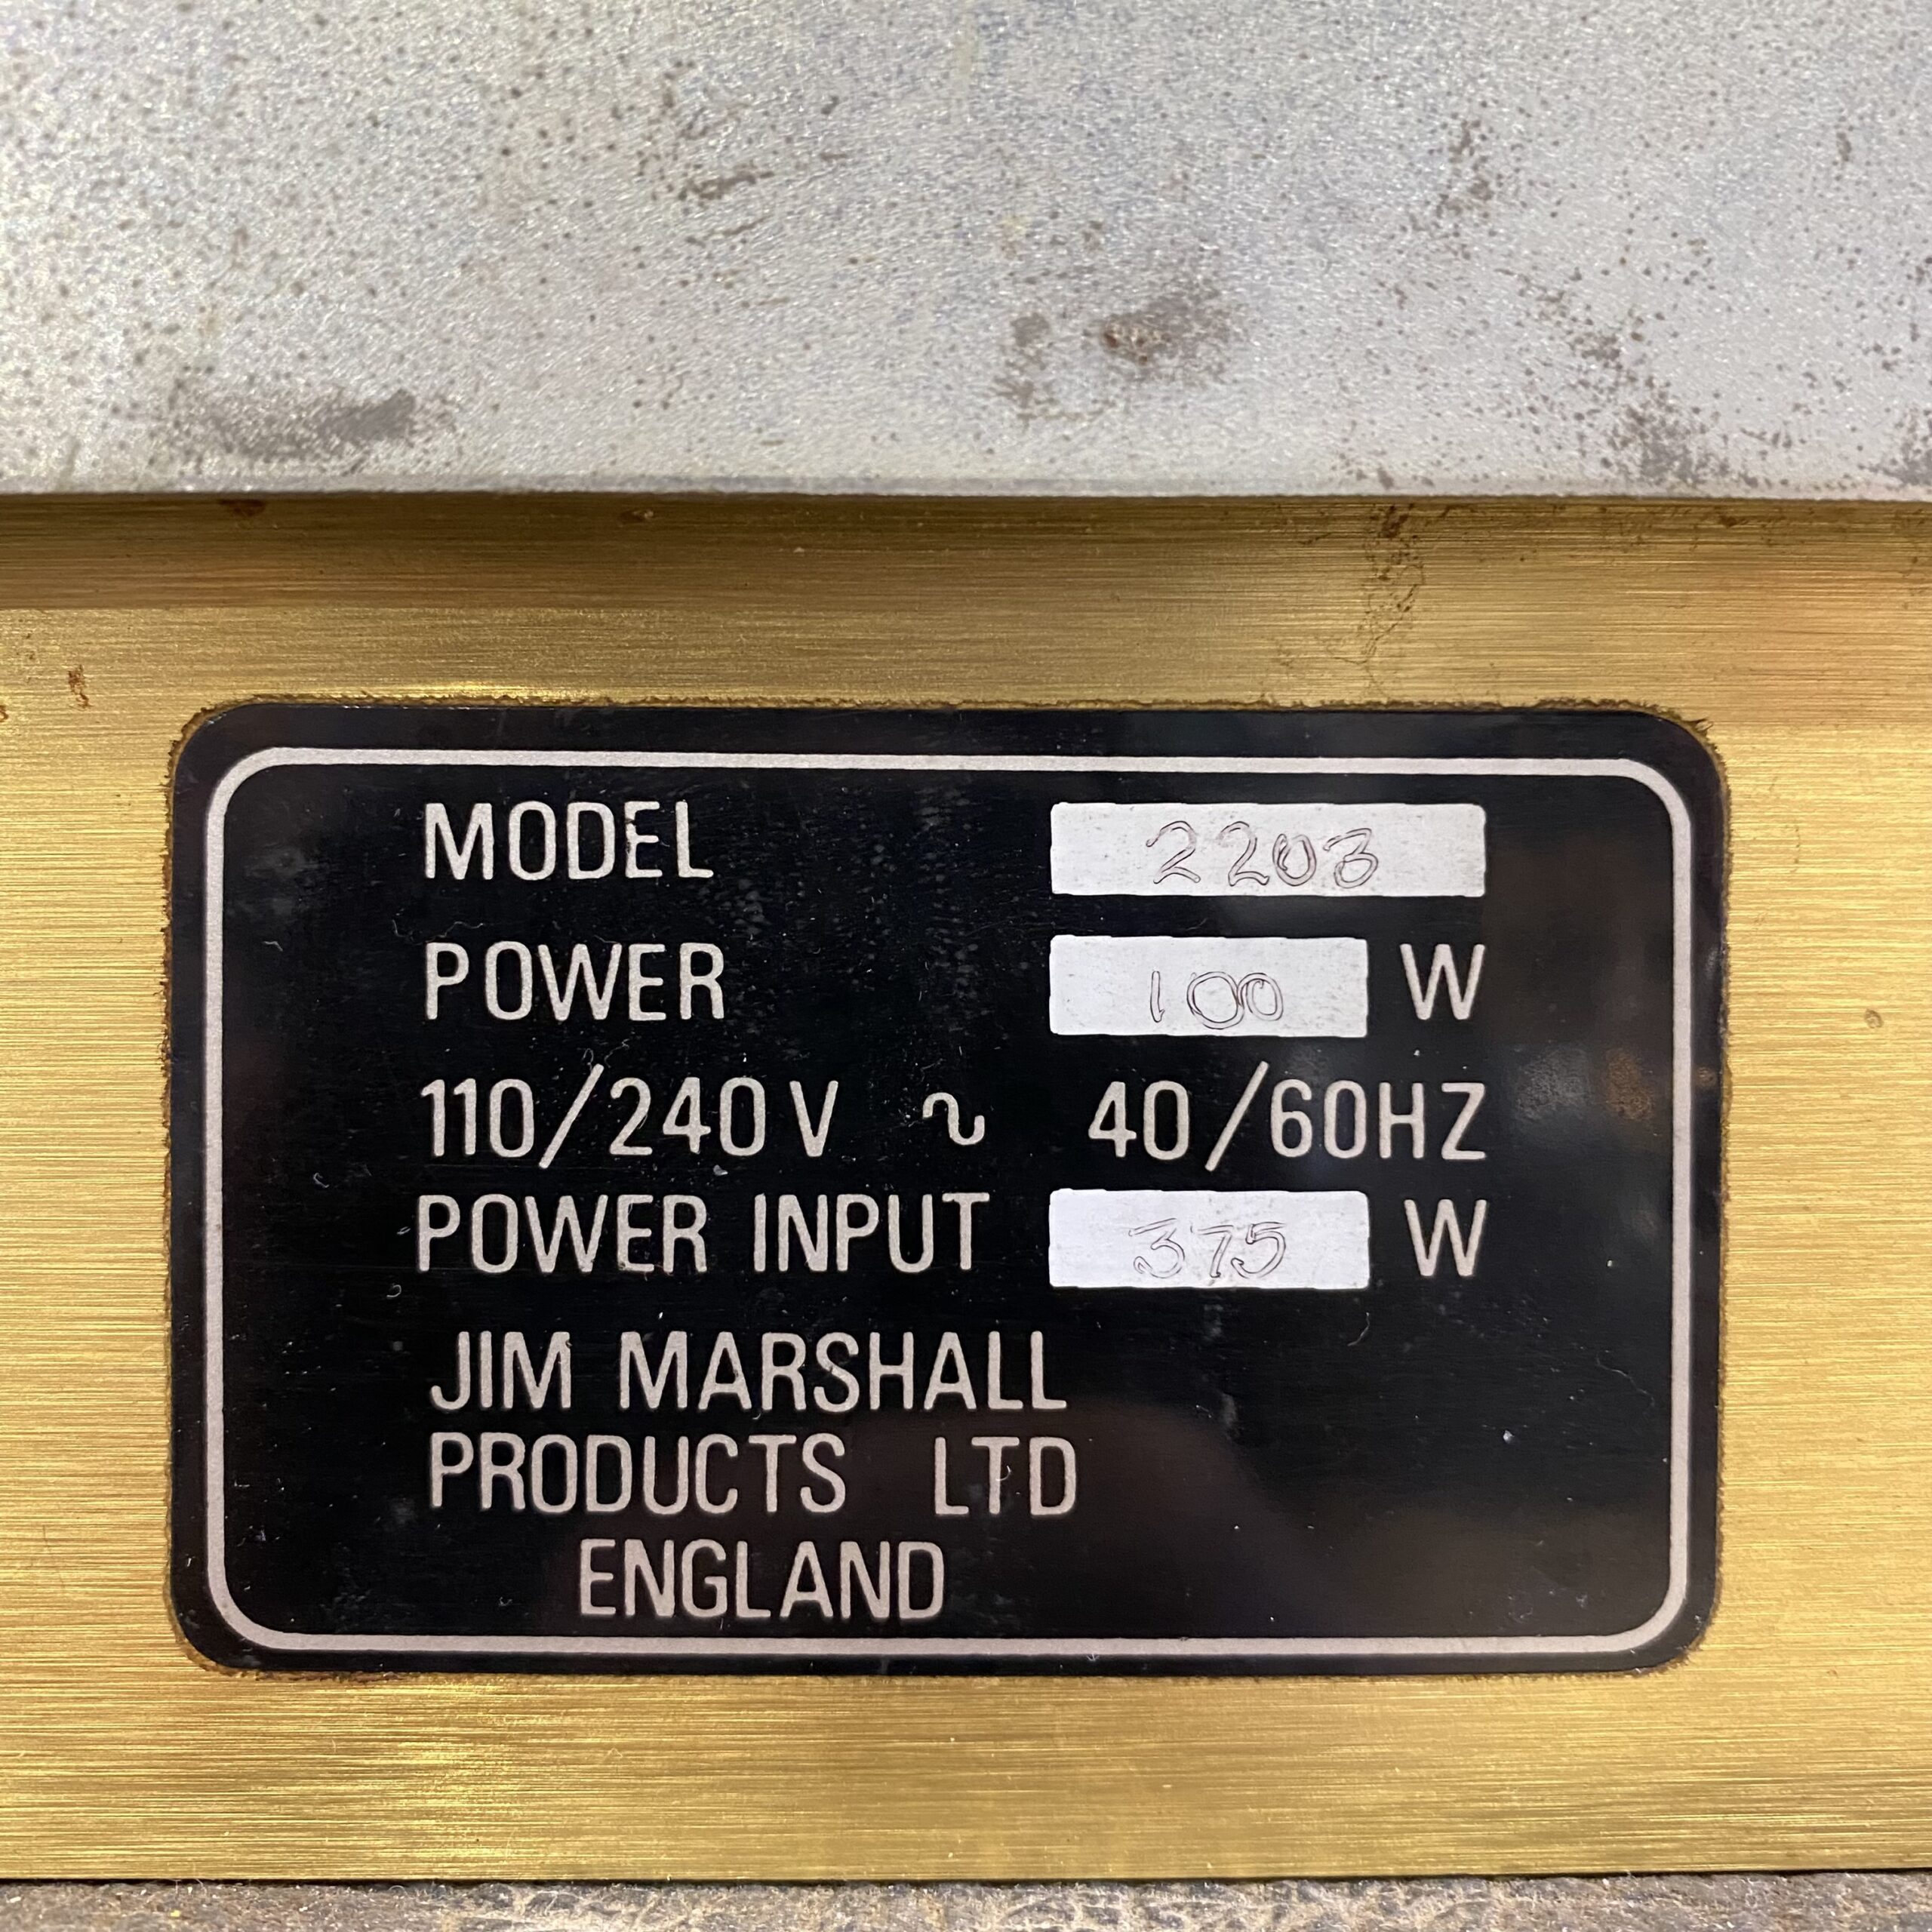 MODEL 2203
POWER 100 W
110/240V ~ 40/60HZ
POWER INPUT 375 W
JIM MARSHALL
PRODUCTS LTD
ENGLAND